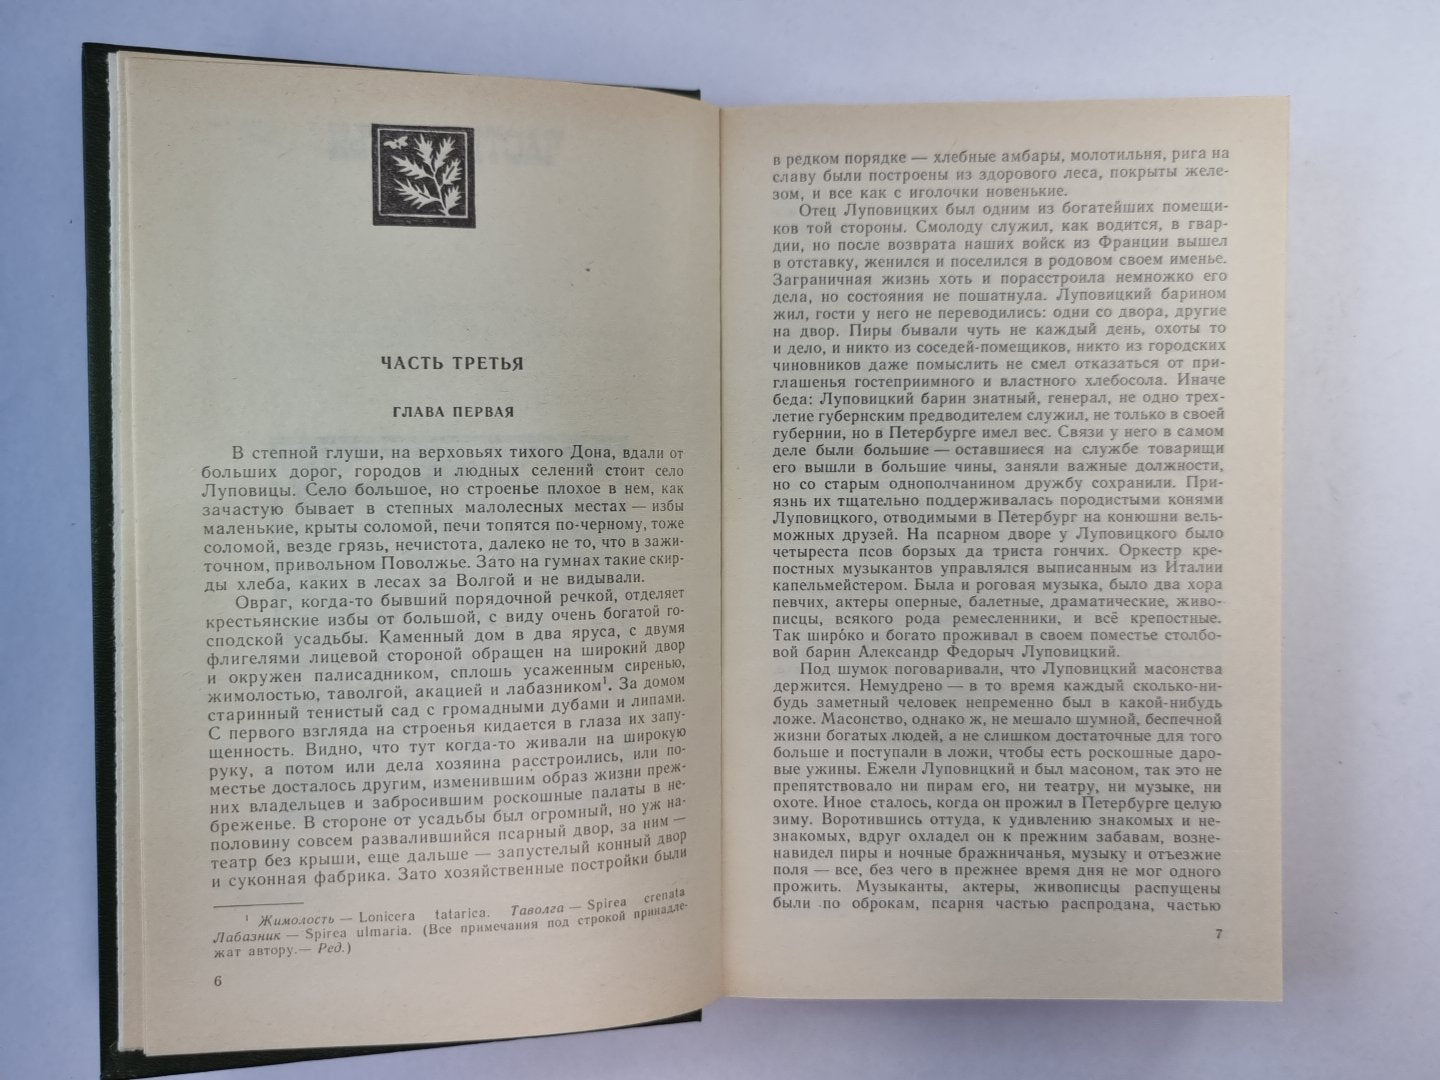 ЧАСТЬ ТРЕТЬЯ
ГЛАВА ПЕРВАЯ
В степной глуши, на верховьях тихого Дона, вдали от
больших дорог, городов и людных селений стоит село
Луповицы. Село большое, но строенье плохое в нем, как
зачастую бывает в степных малолесных местах — избы
маленькие, крыты соломой, печи топятся по-черному, тоже
соломой, везде грязь, нечистота, далеко не то, что в зажи-
точном, привольном Поволжье. Зато на гумнах такие скир-
ды хлеба, каких в лесах за Волгой и не видывали.
Овраг, когда-то бывший порядочной речкой, отделяет
крестьянские избы от большой, с виду очень богатой го-
сподской усадьбы. Каменный дом в два яруса, с двумя
флигелями лицевой стороной обращен на широкий двор
и окружен палисадником, сплошь усаженным сиренью,
жимолостью, таволгой, акацией и лабазником¹. За домом
старинный тенистый сад с громадными дубами и липами.
С первого взгляда на строенья кидается в глаза их запу-
щенность. Видно, что тут когда-то живали на широкую
руку, а потом или дела хозяина расстроились, или по-
местье досталось другим, изменившим образ жизни преж-
них владельцев и забросившим роскошные палаты в не-
бреженье. В стороне от усадьбы был огромный, но уж на-
половину совсем развалившийся псарный двор, за ним —
театр без крыши, еще дальше — запустелый конный двор
и суконная фабрика. Зато хозяйственные постройки были
¹ Жимолость — Lonicera tatarica. Таволга — Spirea crenata
Лабазник — Spirea ulmaria. (Все примечания под строкой принадле-
жат автору.— Ред.)
6
в редком порядке — хлебные амбары, молотильня, рига на
славу были построены из здорового леса, покрыты желе-
зом, и все как с иголочки новенькие.
Отец Луповицких был одним из богатейших помещи-
ков той стороны. Смолоду служил, как водится, в гвар-
дии, но после возврата наших войск из Франции вышел
в отставку, женился и поселился в родовом своем именье.
Заграничная жизнь хоть и порасстроила немножко его
дела, но состояния не пошатнула. Луповицкий барином
жил, гости у него не переводились: одни со двора, другие
на двор. Пиры бывали чуть не каждый день, охоты то
и дело, и никто из соседей-помещиков, никто из городских
чиновников даже помыслить не смел отказаться от при-
глашенья гостеприимного и властного хлебосола. Иначе
беда: Луповицкий барин знатный, генерал, не одно трех-
летие губернским предводителем служил, не только в своей
губернии, но в Петербурге имел вес. Связи у него в самом
деле были большие — оставшиеся на службе товарищи
его вышли в большие чины, заняли важные должности,
но со старым однополчанином дружбу сохранили. При-
язнь их тщательно поддерживалась породистыми конями
Луповицкого, отводимыми в Петербург на конюшни вель-
можных друзей. На псарном дворе у Луповицкого было
четыреста псов борзых да триста гончих. Оркестр кре-
постных музыкантов управлялся выписанным из Италии
капельмейстером. Была и роговая музыка, было два хора
певчих, актеры оперные, балетные, драматические, живо-
писцы, всякого рода ремесленники, и всё крепостные.
Так широ́ко и богато проживал в своем поместье столбо-
вой барин Александр Федорыч Луповицкий.
Под шумок поговаривали, что Луповицкий масонства
держится. Немудрено — в то время каждый сколько-ни-
будь заметный человек непременно был в какой-нибудь
ложе. Масонство, однако ж, не мешало шумной, беспечной
жизни богатых людей, а не слишком достаточные для того
больше и поступали в ложи, чтобы есть роскошные даро-
вые ужины. Ежели Луповицкий и был масоном, так это не
препятствовало ни пирам его, ни театру, ни музыке, ни
охоте. Иное сталось, когда он прожил в Петербурге целую
зиму. Воротившись оттуда, к удивлению знакомых и не-
знакомых, вдруг охладел он к прежним забавам, возне-
навидел пиры и ночные бражничанья, музыку и отъезжие
поля — все, без чего в прежнее время дня не мог одного
прожить. Музыканты, актеры, живописцы распущены
были по оброкам, псарня частью распродана, частью
7